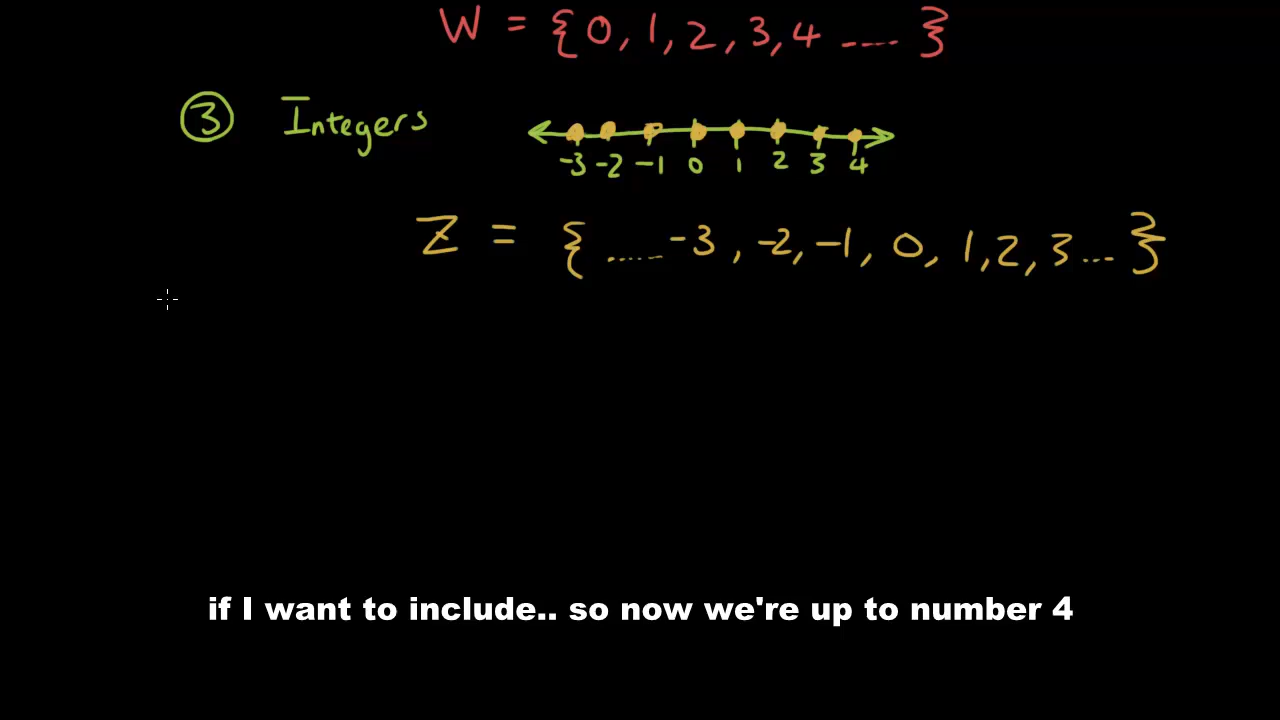 W = {0, 1, 2, 3, 4 ..... }
3 Integers
-3 -2 -1 0 1 2 3 4
Z = { ...... -3, -2, -1, 0, 1, 2, 3 .... }
if I want to include.. so now we're up to number 4